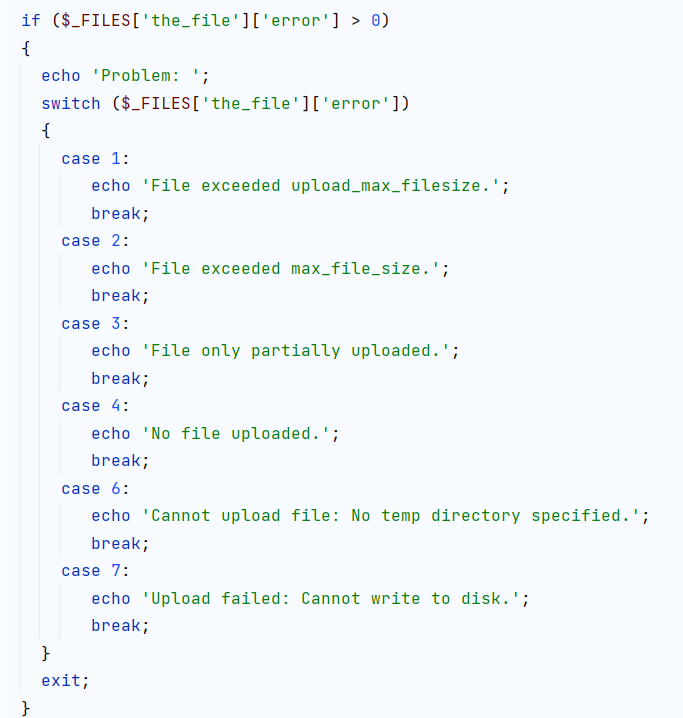 if ($_FILES['the_file']['error'] > 0)
{
  echo 'Problem: ';
  switch ($_FILES['the_file']['error'])
  {
    case 1:
       echo 'File exceeded upload_max_filesize.';
       break;
    case 2:
       echo 'File exceeded max_file_size.';
       break;
    case 3:
       echo 'File only partially uploaded.';
       break;
    case 4:
       echo 'No file uploaded.';
       break;
    case 6:
       echo 'Cannot upload file: No temp directory specified.';
       break;
    case 7:
       echo 'Upload failed: Cannot write to disk.';
       break;
  }
  exit;
}